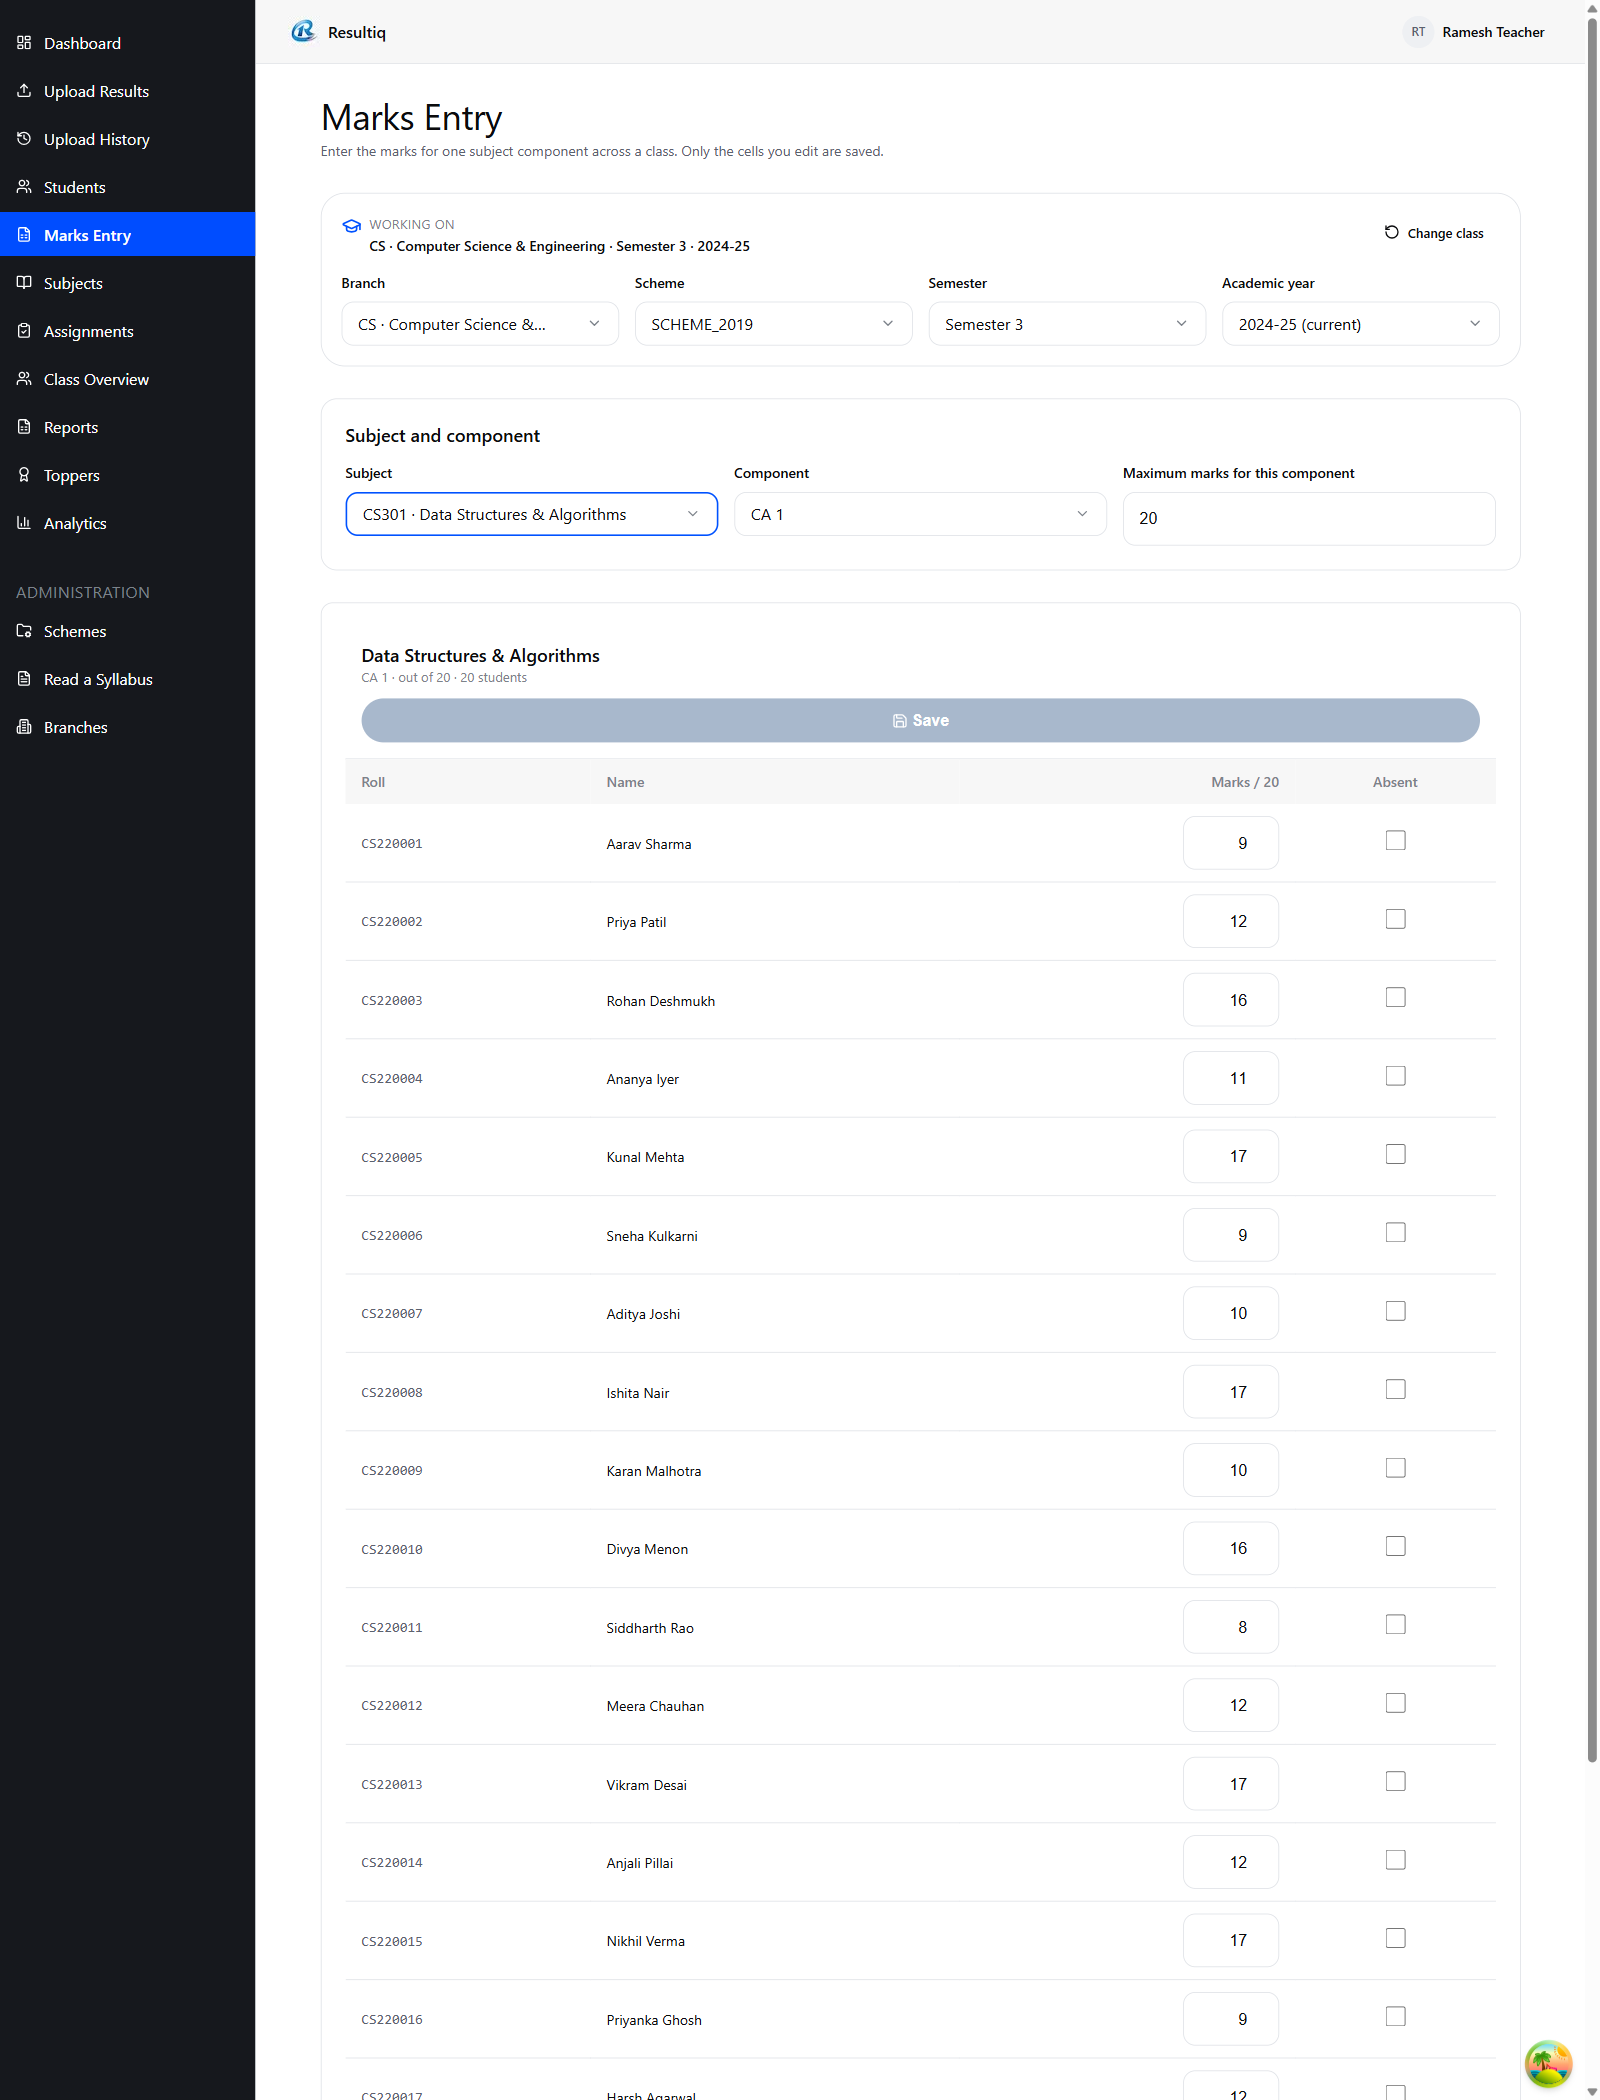 Dashboard
Upload Results
Upload History
Students
Marks Entry
Subjects
Assignments
Class Overview
Reports
Toppers
Analytics
ADMINISTRATION
Schemes
Read a Syllabus
Branches
Resultiq
RT Ramesh Teacher
Marks Entry
Enter the marks for one subject component across a class. Only the cells you edit are saved.
WORKING ON
CS · Computer Science & Engineering · Semester 3 · 2024-25
Change class
Branch Scheme Semester Academic year
CS · Computer Science &... SCHEME_2019 Semester 3 2024-25 (current)
Subject and component
Subject Component Maximum marks for this component
CS301 · Data Structures & Algorithms CA 1 20
Data Structures & Algorithms
CA 1 · out of 20 · 20 students
Save
Roll Name Marks / 20 Absent
CS220001 Aarav Sharma 9
CS220002 Priya Patil 12
CS220003 Rohan Deshmukh 16
CS220004 Ananya Iyer 11
CS220005 Kunal Mehta 17
CS220006 Sneha Kulkarni 9
CS220007 Aditya Joshi 10
CS220008 Ishita Nair 17
CS220009 Karan Malhotra 10
CS220010 Divya Menon 16
CS220011 Siddharth Rao 8
CS220012 Meera Chauhan 12
CS220013 Vikram Desai 17
CS220014 Anjali Pillai 12
CS220015 Nikhil Verma 17
CS220016 Priyanka Ghosh 9
CS220017 Harsh Agarwal 12